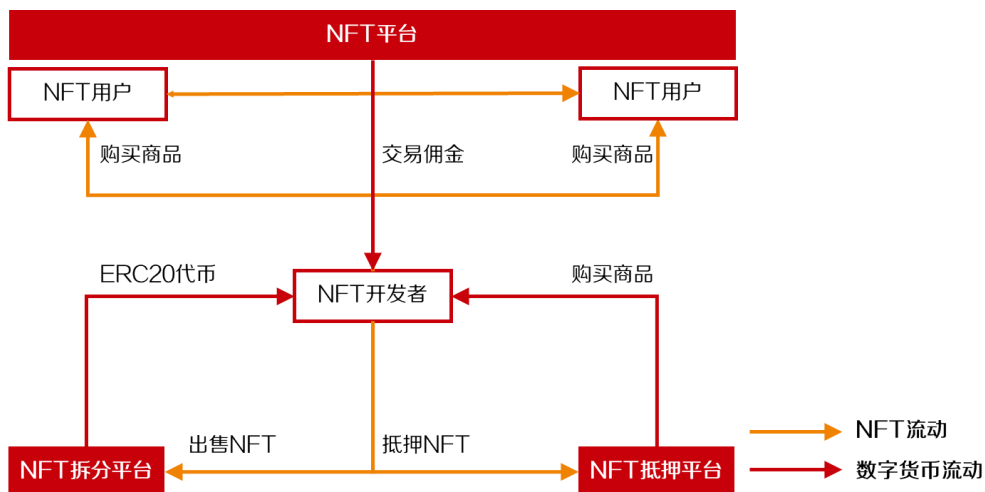 NFT平台
NFT用户
NFT用户
购买商品
交易佣金
购买商品
ERC20代币
购买商品
NFT开发者
出售NFT
抵押NFT
NFT拆分平台
NFT抵押平台
NFT流动
数字货币流动